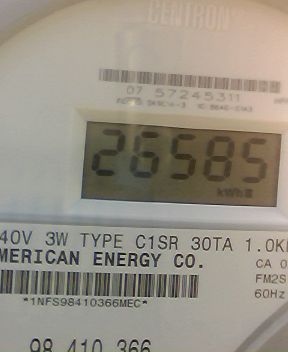 CENTRON
07 57245311
26585
kWh
40V 3W TYPE C1SR 30TA 1.0K
MERICAN ENERGY CO.
CA 0
FM2S
60Hz
*1NFS98410366MEC*
98 410 366